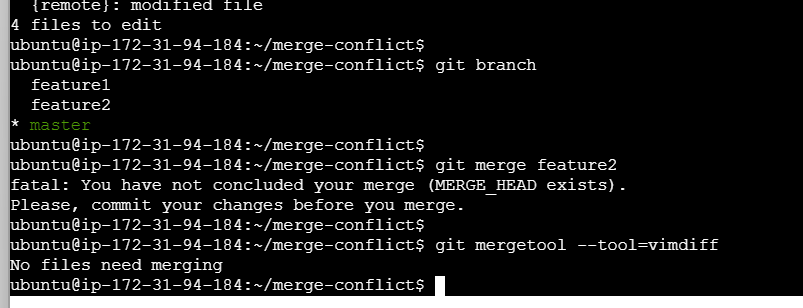 {remote}: modified file
4 files to edit
ubuntu@ip-172-31-94-184:~/merge-conflict$
ubuntu@ip-172-31-94-184:~/merge-conflict$ git branch
  feature1
  feature2
* master
ubuntu@ip-172-31-94-184:~/merge-conflict$
ubuntu@ip-172-31-94-184:~/merge-conflict$ git merge feature2
fatal: You have not concluded your merge (MERGE_HEAD exists).
Please, commit your changes before you merge.
ubuntu@ip-172-31-94-184:~/merge-conflict$
ubuntu@ip-172-31-94-184:~/merge-conflict$ git mergetool --tool=vimdiff
No files need merging
ubuntu@ip-172-31-94-184:~/merge-conflict$